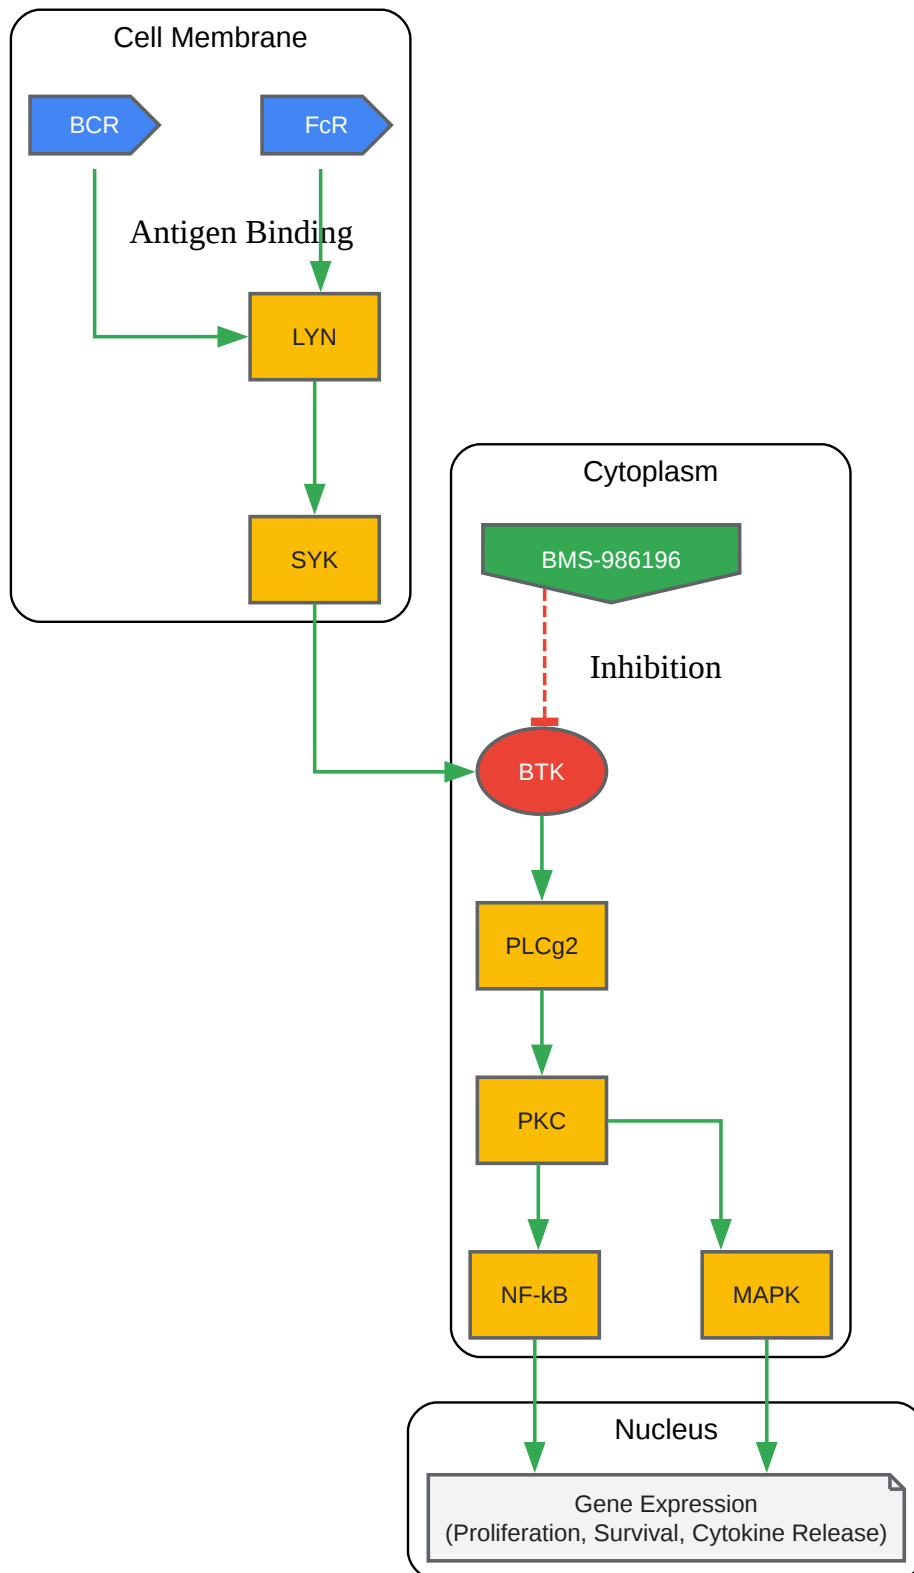 Cell Membrane
BCR
FcR
Antigen Binding
LYN
SYK
Cytoplasm
BMS-986196
Inhibition
BTK
PLCg2
PKC
NF-kB
MAPK
Nucleus
Gene Expression
(Proliferation, Survival, Cytokine Release)